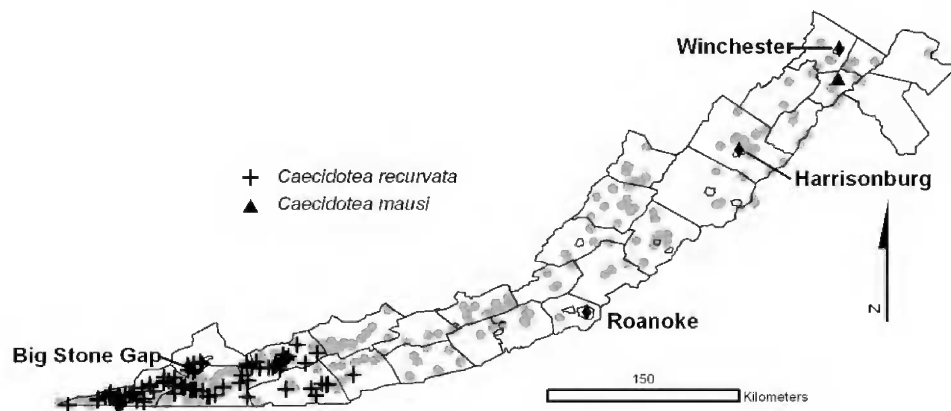 Winchester
+ Caecidotea recurvata
▲ Caecidotea mausi
Harrisonburg
N
Roanoke
Big Stone Gap
150
Kilometers